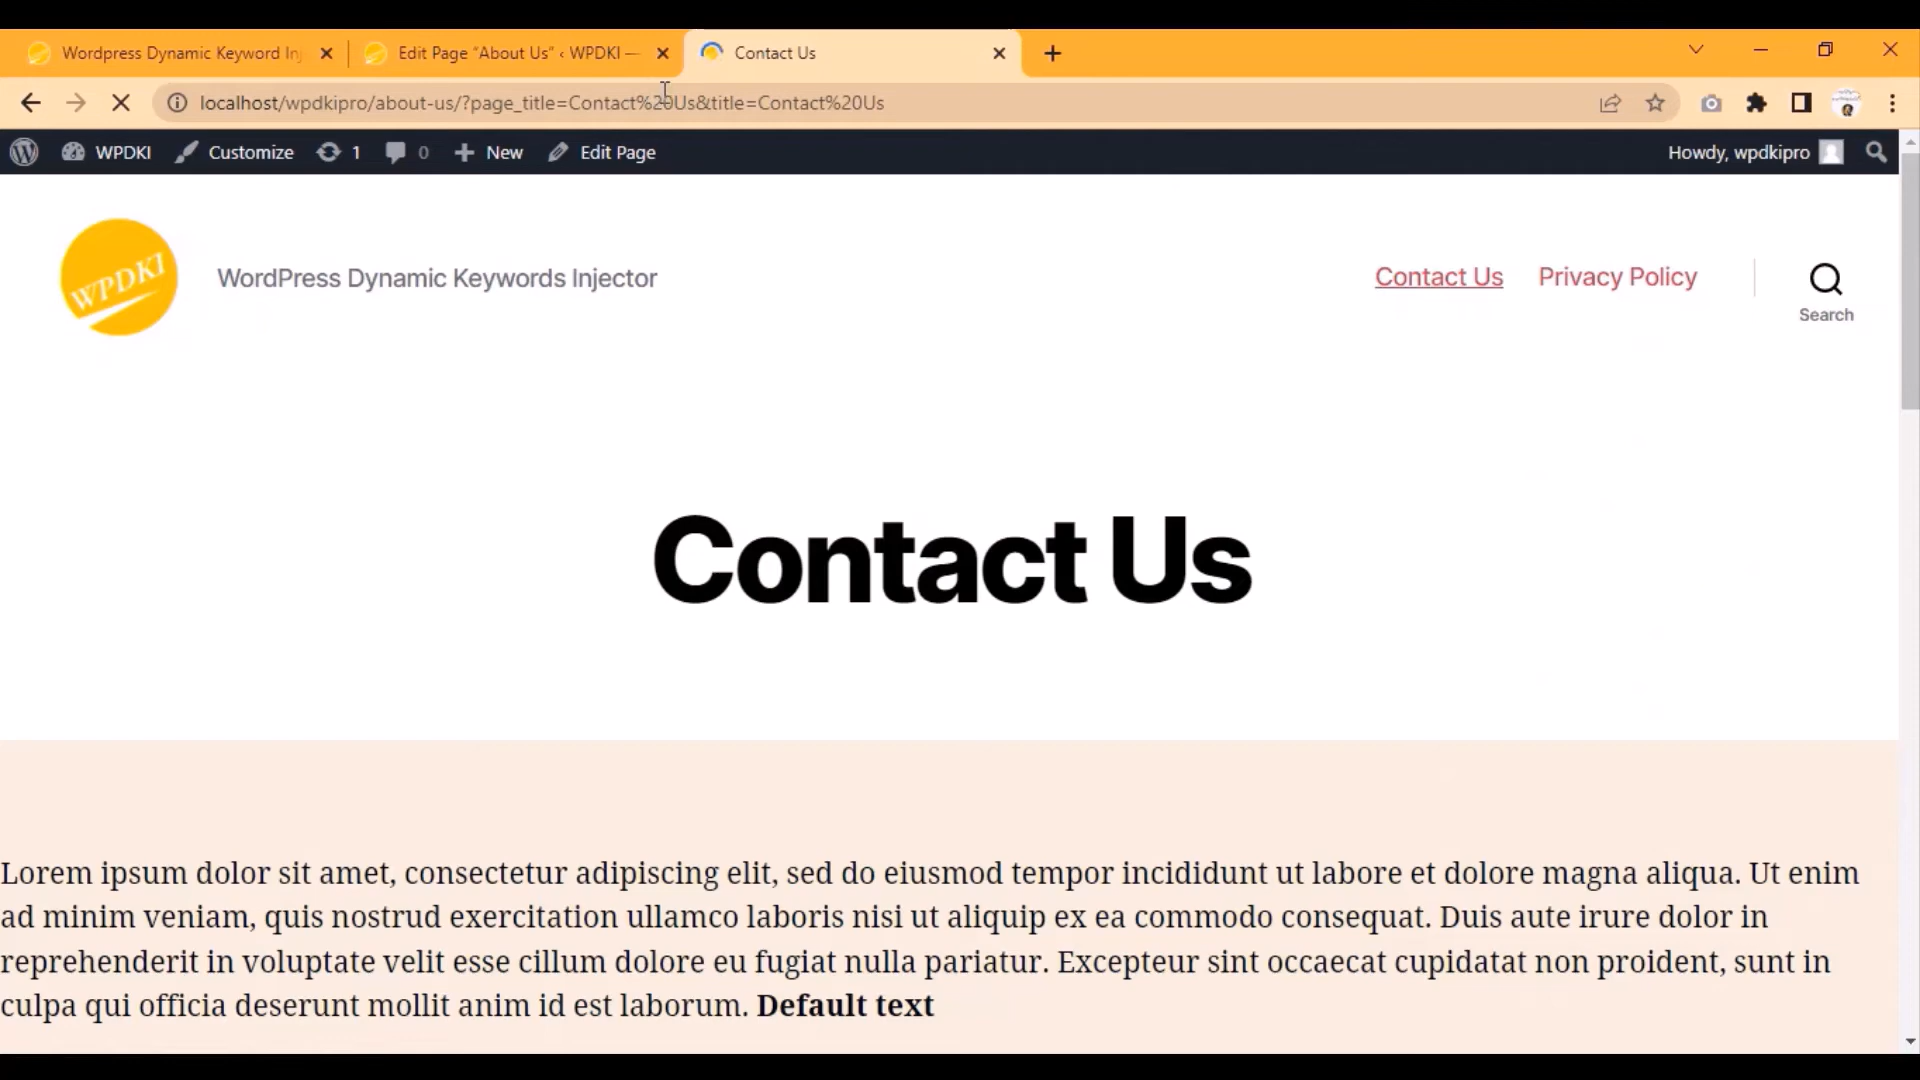 Wordpress Dynamic Keyword Inj
Edit Page “About Us” ‹ WPDKI —
Contact Us
localhost/wpdkipro/about-us/?page_title=Contact%20Us&title=Contact%20Us
WPDKI
Customize
1
0
New
Edit Page
Howdy, wpdkipro
WPDKI
WordPress Dynamic Keywords Injector
Contact Us
Privacy Policy
Search
Contact Us
Lorem ipsum dolor sit amet, consectetur adipiscing elit, sed do eiusmod tempor incididunt ut labore et dolore magna aliqua. Ut enim
ad minim veniam, quis nostrud exercitation ullamco laboris nisi ut aliquip ex ea commodo consequat. Duis aute irure dolor in
reprehenderit in voluptate velit esse cillum dolore eu fugiat nulla pariatur. Excepteur sint occaecat cupidatat non proident, sunt in
culpa qui officia deserunt mollit anim id est laborum. Default text